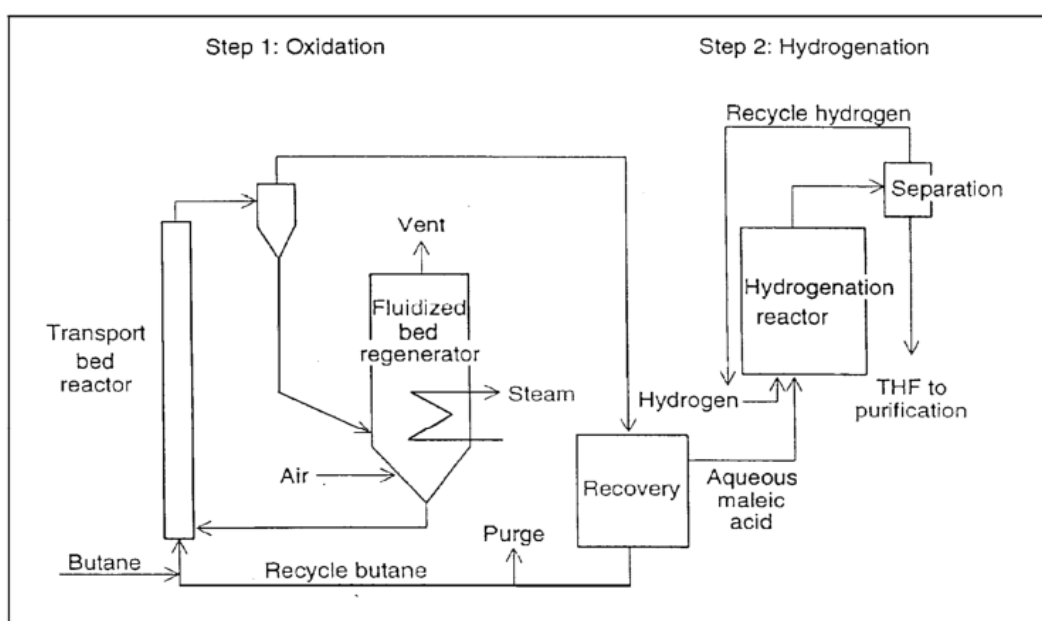 Step 1: Oxidation
Step 2: Hydrogenation
Recycle hydrogen
Separation
Vent
Fluidized
bed
regenerator
Hydrogenation
reactor
Transport
bed
reactor
Steam
Hydrogen
THF to
purification
Air
Recovery
Aqueous
maleic
acid
Purge
Butane
Recycle butane